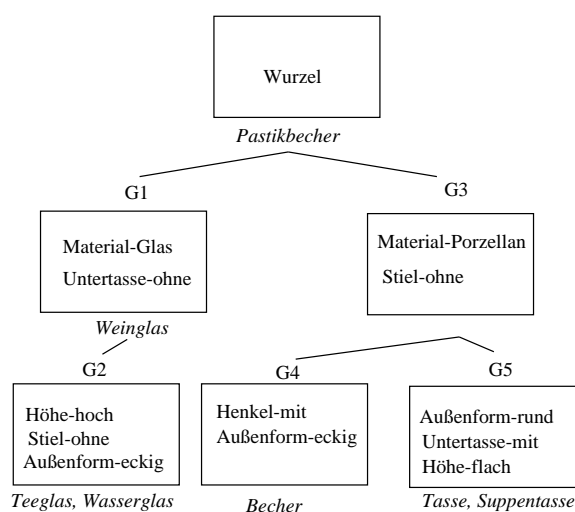 Wurzel
Pastikbecher
G1
G3
Material-Glas
Untertasse-ohne
Material-Porzellan
Stiel-ohne
Weinglas
G2
G4
G5
Höhe-hoch
Stiel-ohne
Außenform-eckig
Henkel-mit
Außenform-eckig
Außenform-rund
Untertasse-mit
Höhe-flach
Teeglas, Wasserglas
Becher
Tasse, Suppentasse